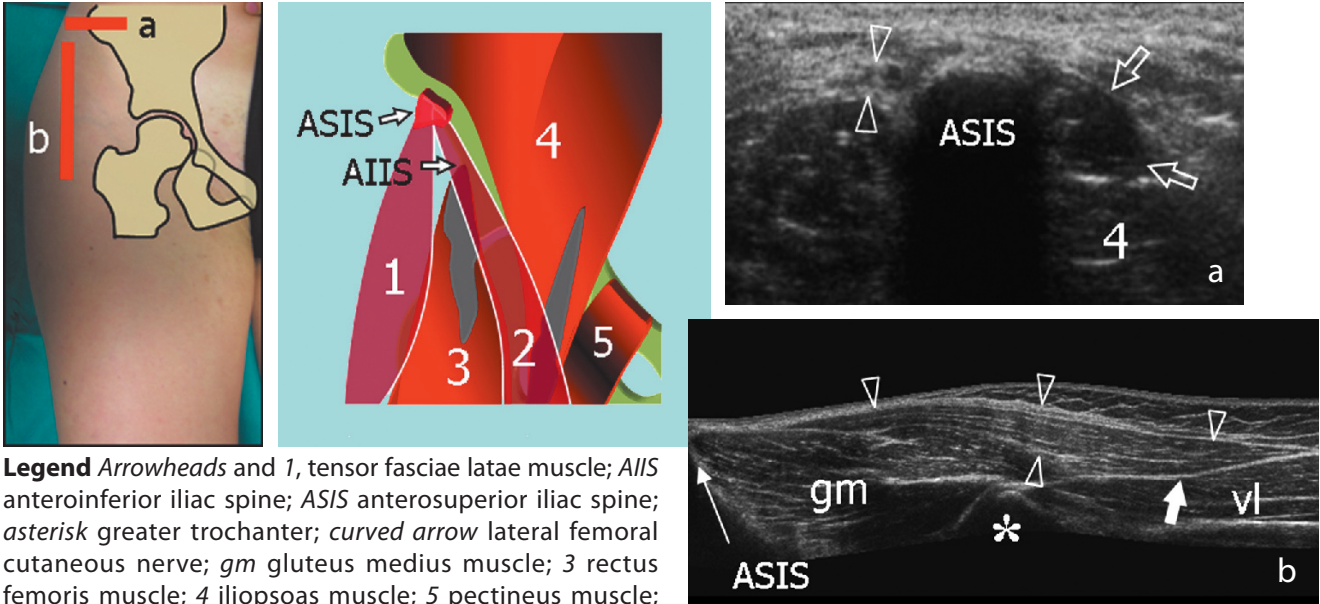 a
b
ASIS
AIIS
4
1
3
2
5
ASIS
4
a
gm
*
vl
ASIS
b
Legend Arrowheads and 1, tensor fasciae latae muscle; AIIS
anteroinferior iliac spine; ASIS anterosuperior iliac spine;
asterisk greater trochanter; curved arrow lateral femoral
cutaneous nerve; gm gluteus medius muscle; 3 rectus
femoris muscle; 4 iliopsoas muscle; 5 pectineus muscle;